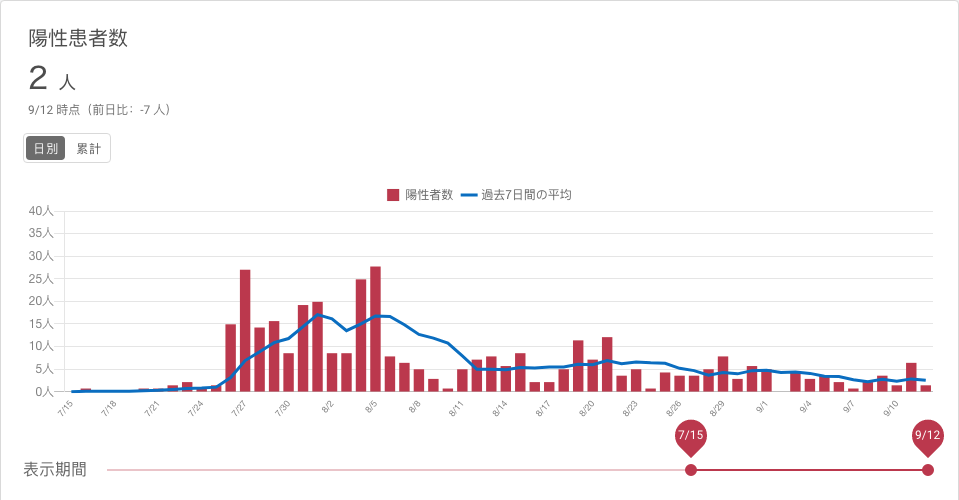 陽性患者数
2 人
9/12 時点（前日比：-7 人）
日別 累計
陽性者数 過去7日間の平均
40人
35人
30人
25人
20人
15人
10人
5人
0人
7/15 7/18 7/21 7/24 7/27 7/30 8/2 8/5 8/8 8/11 8/14 8/17 8/20 8/23 8/26 8/29 9/1 9/4 9/7 9/10
7/15 9/12
表示期間